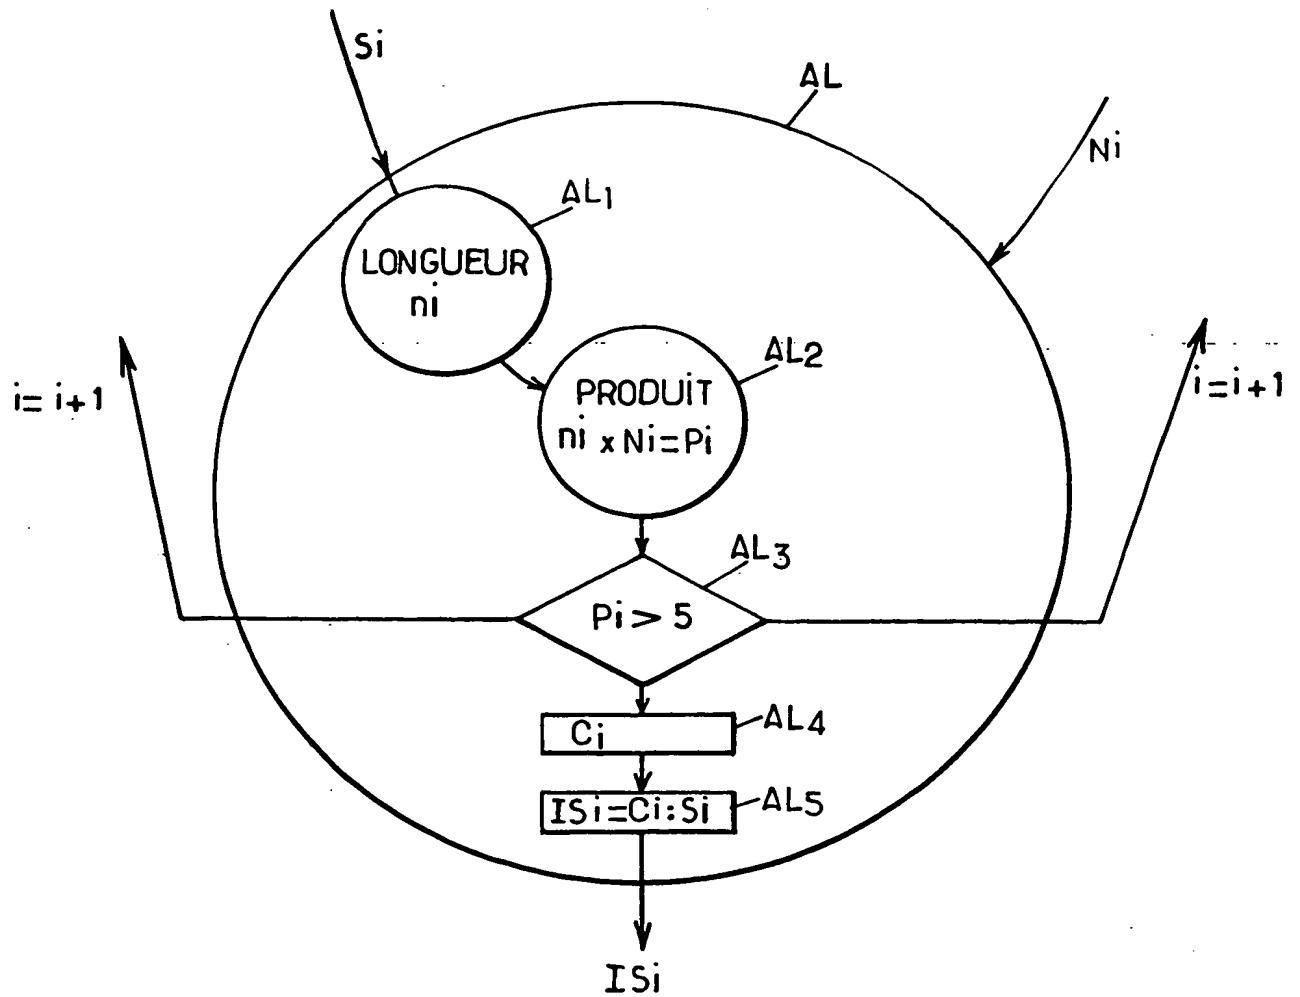 Si
AL
Ni
AL1
LONGUEUR
ni
AL2
i=i+1
i=i+1
PRODUiT
ni x Ni=Pi
AL3
Pi> 5
AL4
Ci
AL5
ISi=Ci:Si
ISi